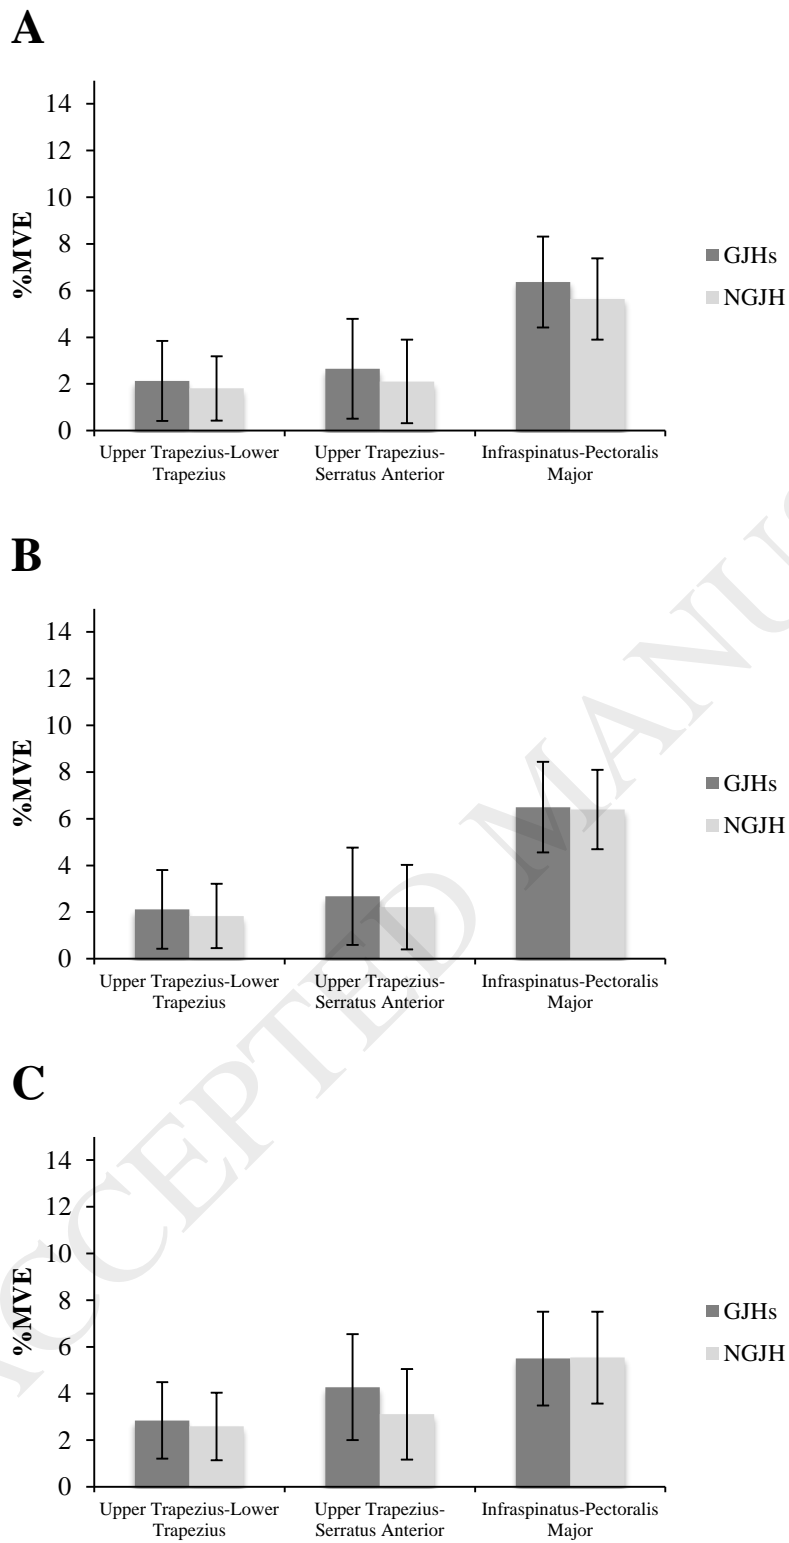 A
14
12
10
8
6
4
2
0
%MVE
Upper Trapezius-Lower
Trapezius
Upper Trapezius-
Serratus Anterior
Infraspinatus-Pectoralis
Major
GJHs
NGJH
B
14
12
10
8
6
4
2
0
%MVE
Upper Trapezius-Lower
Trapezius
Upper Trapezius-
Serratus Anterior
Infraspinatus-Pectoralis
Major
GJHs
NGJH
C
14
12
10
8
6
4
2
0
%MVE
Upper Trapezius-Lower
Trapezius
Upper Trapezius-
Serratus Anterior
Infraspinatus-Pectoralis
Major
GJHs
NGJH
ACCEPTED MANU